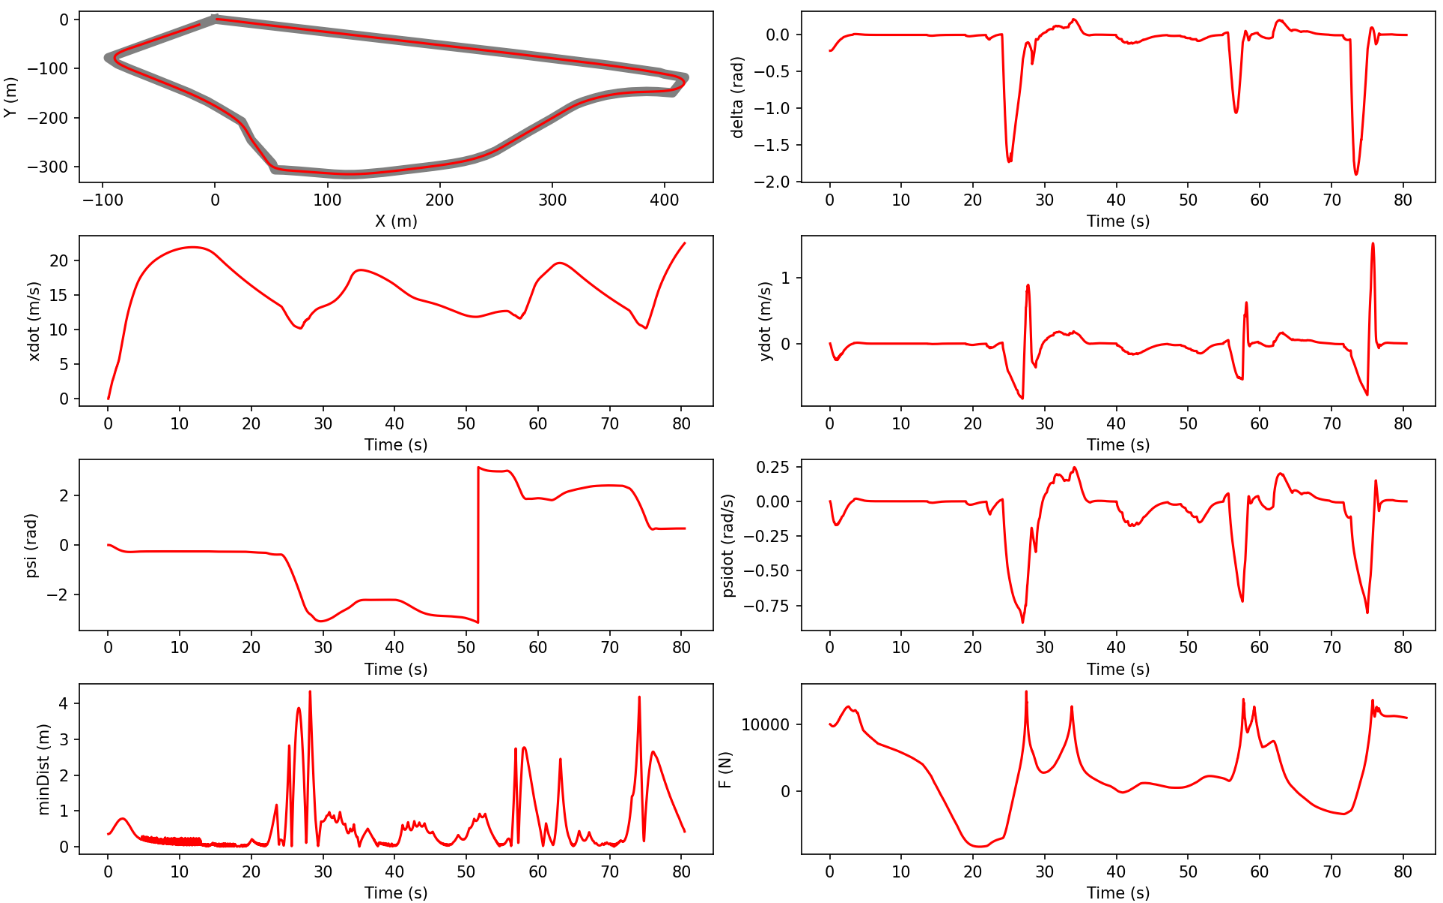 0
−100
−200
−300
Y (m)
−100 0 100 200 300 400
X (m)
0.0
−0.5
−1.0
−1.5
−2.0
delta (rad)
0 10 20 30 40 50 60 70 80
Time (s)
20
15
10
5
0
xdot (m/s)
0 10 20 30 40 50 60 70 80
Time (s)
1
0
ydot (m/s)
0 10 20 30 40 50 60 70 80
Time (s)
2
0
−2
psi (rad)
0 10 20 30 40 50 60 70 80
Time (s)
0.25
0.00
−0.25
−0.50
−0.75
psidot (rad/s)
0 10 20 30 40 50 60 70 80
Time (s)
4
3
2
1
0
minDist (m)
0 10 20 30 40 50 60 70 80
Time (s)
10000
0
F (N)
0 10 20 30 40 50 60 70 80
Time (s)